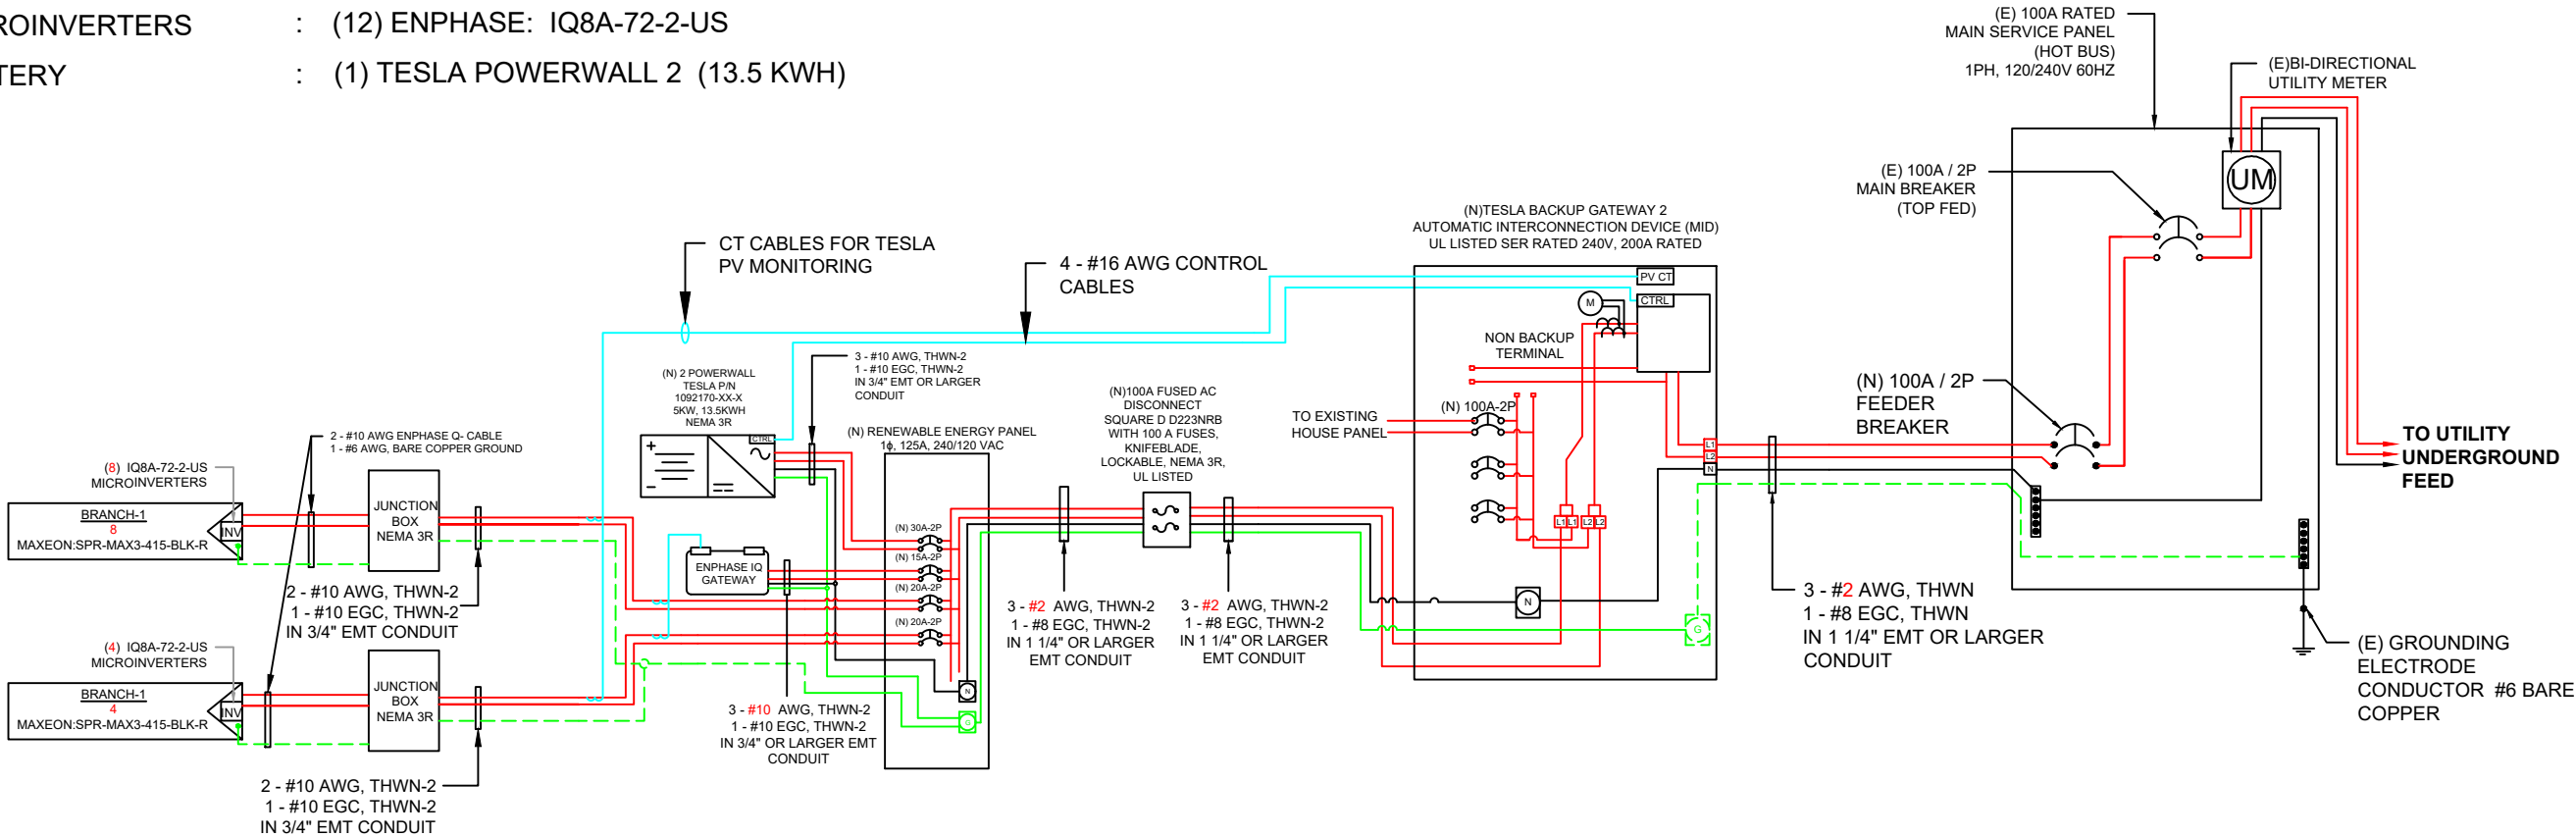 ROINVERTERS : (12) ENPHASE: IQ8A-72-2-US
TERY : (1) TESLA POWERWALL 2 (13.5 KWH)
(E) 100A RATED
MAIN SERVICE PANEL
(HOT BUS)
1PH, 120/240V 60HZ
(E)BI-DIRECTIONAL
UTILITY METER
UM
(E) 100A / 2P
MAIN BREAKER
(TOP FED)
(N)TESLA BACKUP GATEWAY 2
AUTOMATIC INTERCONNECTION DEVICE (MID)
UL LISTED SER RATED 240V, 200A RATED
CT CABLES FOR TESLA
PV MONITORING
4 - #16 AWG CONTROL
CABLES
PV CT
CTRL
M
NON BACKUP
TERMINAL
(N) 100A-2P
TO EXISTING
HOUSE PANEL
L1
L2
N
L1
L1
L2
L2
N
G
(N) 100A / 2P
FEEDER
BREAKER
TO UTILITY
UNDERGROUND
FEED
3 - #10 AWG, THWN-2
1 - #10 EGC, THWN-2
IN 3/4" EMT OR LARGER
CONDUIT
(N) 2 POWERWALL
TESLA P/N
1092170-XX-X
5KW, 13.5KWH
NEMA 3R
CTRL
(N) RENEWABLE ENERGY PANEL
1ϕ, 125A, 240/120 VAC
(N)100A FUSED AC
DISCONNECT
SQUARE D D223NRB
WITH 100 A FUSES,
KNIFEBLADE,
LOCKABLE, NEMA 3R,
UL LISTED
2 - #10 AWG ENPHASE Q- CABLE
1 - #6 AWG, BARE COPPER GROUND
(8) IQ8A-72-2-US
MICROINVERTERS
BRANCH-1
8
MAXEON:SPR-MAX3-415-BLK-R
INV
JUNCTION
BOX
NEMA 3R
2 - #10 AWG, THWN-2
1 - #10 EGC, THWN-2
IN 3/4" EMT CONDUIT
ENPHASE IQ
GATEWAY
(N) 30A-2P
(N) 15A-2P
(N) 20A-2P
(N) 20A-2P
N
G
3 - #2 AWG, THWN-2
1 - #8 EGC, THWN-2
IN 1 1/4" OR LARGER
EMT CONDUIT
3 - #2 AWG, THWN-2
1 - #8 EGC, THWN-2
IN 1 1/4" OR LARGER
EMT CONDUIT
3 - #2 AWG, THWN
1 - #8 EGC, THWN
IN 1 1/4" EMT OR LARGER
CONDUIT
(E) GROUNDING
ELECTRODE
CONDUCTOR #6 BARE
COPPER
(4) IQ8A-72-2-US
MICROINVERTERS
BRANCH-1
4
MAXEON:SPR-MAX3-415-BLK-R
INV
JUNCTION
BOX
NEMA 3R
3 - #10 AWG, THWN-2
1 - #10 EGC, THWN-2
IN 3/4" OR LARGER EMT
CONDUIT
2 - #10 AWG, THWN-2
1 - #10 EGC, THWN-2
IN 3/4" EMT CONDUIT